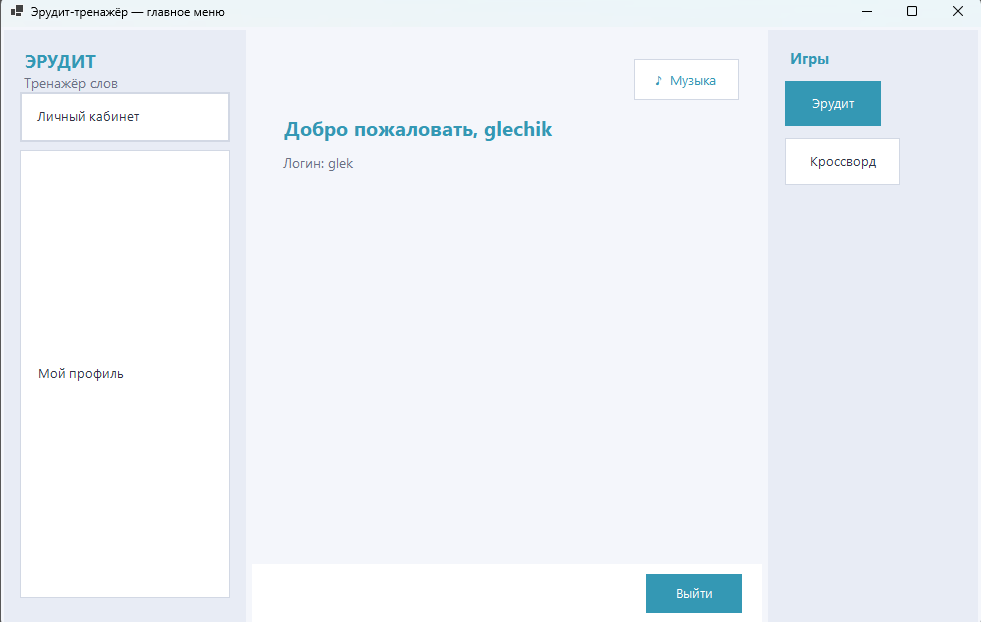 Эрудит-тренажёр — главное меню
ЭРУДИТ
Тренажёр слов
Личный кабинет
Мой профиль
♪ Музыка
Добро пожаловать, glechik
Логин: glek
Выйти
Игры
Эрудит
Кроссворд